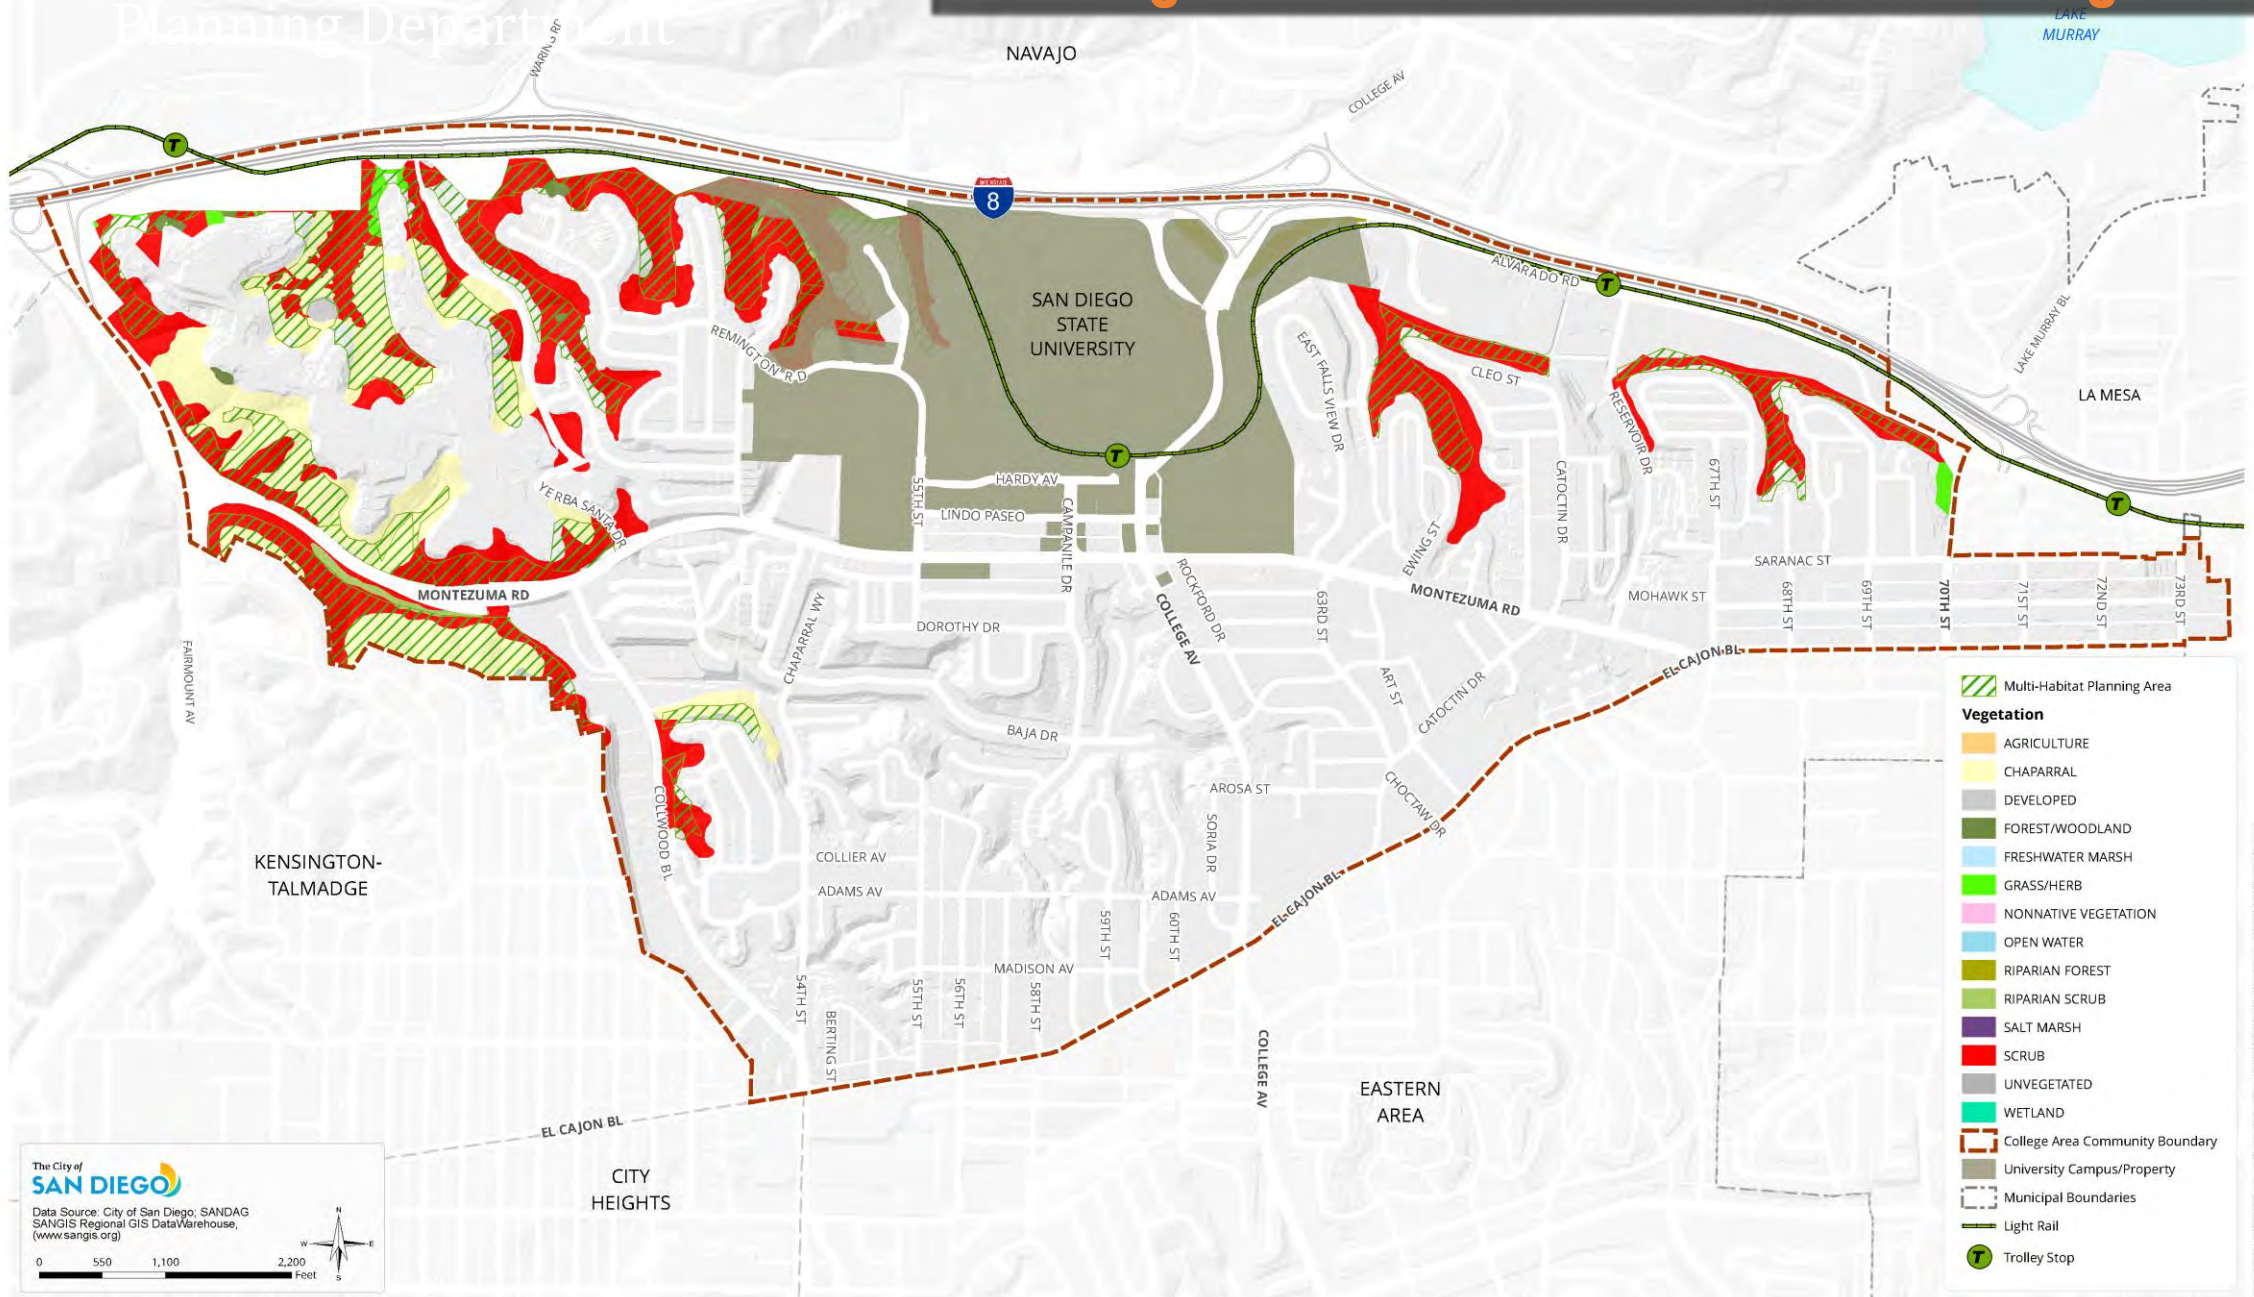 Planning Department
LAKE
MURRAY
WARING RD
NAVAJO
COLLEGE AV
T
8
T
T
T
T
ALVARADO RD
LAKE MURRAY BL
SAN DIEGO
STATE
UNIVERSITY
REMINGTON RD
EAST FALLS VIEW DR
CLEO ST
RESERVOIR DR
LA MESA
HARDY AV
LINDO PASEO
55TH ST
CAMPANILE DR
YERBA SANTA DR
CATOCTIN DR
67TH ST
EWING ST
SARANAC ST
MONTEZUMA RD
MONTEZUMA RD
MOHAWK ST
68TH ST
69TH ST
70TH ST
71ST ST
72ND ST
73RD ST
CHAPARRAL WY
DOROTHY DR
COLLEGE AV
ROCKFORD DR
63RD ST
FAIRMOUNT AV
EL CAJON BL
ART ST
CATOCTIN DR
BAJA DR
AROSA ST
CHOCTAW DR
COLLWOOD BL
SORIA DR
KENSINGTON-
TALMADGE
COLLIER AV
ADAMS AV
ADAMS AV
EL CAJON BL
59TH ST
60TH ST
MADISON AV
54TH ST
55TH ST
56TH ST
58TH ST
BERTING ST
COLLEGE AV
EASTERN
AREA
EL CAJON BL
CITY
HEIGHTS
Multi-Habitat Planning Area
Vegetation
AGRICULTURE
CHAPARRAL
DEVELOPED
FOREST/WOODLAND
FRESHWATER MARSH
GRASS/HERB
NONNATIVE VEGETATION
OPEN WATER
RIPARIAN FOREST
RIPARIAN SCRUB
SALT MARSH
SCRUB
UNVEGETATED
WETLAND
College Area Community Boundary
University Campus/Property
Municipal Boundaries
Light Rail
T Trolley Stop
The City of
SAN DIEGO
Data Source: City of San Diego; SANDAG
SANGIS Regional GIS DataWarehouse,
(www.sangis.org)
N
W E
S
0 550 1,100 2,200
Feet